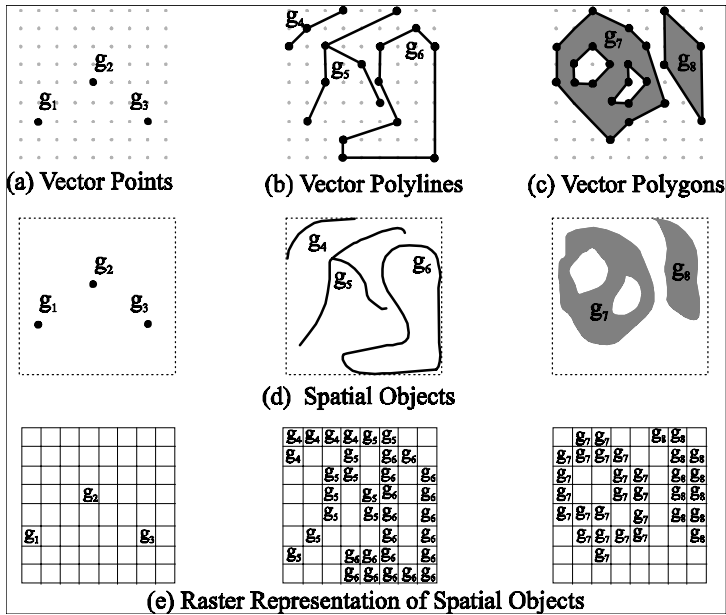 g₁
g₂
g₃
(a) Vector Points
g₄
g₅
g₆
(b) Vector Polylines
g₇
g₈
(c) Vector Polygons
g₁
g₂
g₃
g₄
g₅
g₆
g₇
g₈
(d) Spatial Objects
g₂
g₁ g₃
g₄ g₄ g₄ g₄ g₅ g₅
g₄ g₅ g₆ g₆
g₅ g₅ g₆ g₆
g₅ g₅ g₆ g₆
g₅ g₅ g₆ g₆
g₅ g₆ g₆
g₅ g₆ g₆ g₆ g₆
g₆ g₆ g₆ g₆ g₆
g₇ g₇ g₈ g₈
g₇ g₇ g₇ g₇ g₈ g₈
g₇ g₇ g₇ g₈ g₈
g₇ g₇ g₇ g₈ g₈
g₇ g₇ g₇ g₇ g₇ g₈ g₈
g₇ g₇ g₇ g₇ g₈
g₇
(e) Raster Representation of Spatial Objects